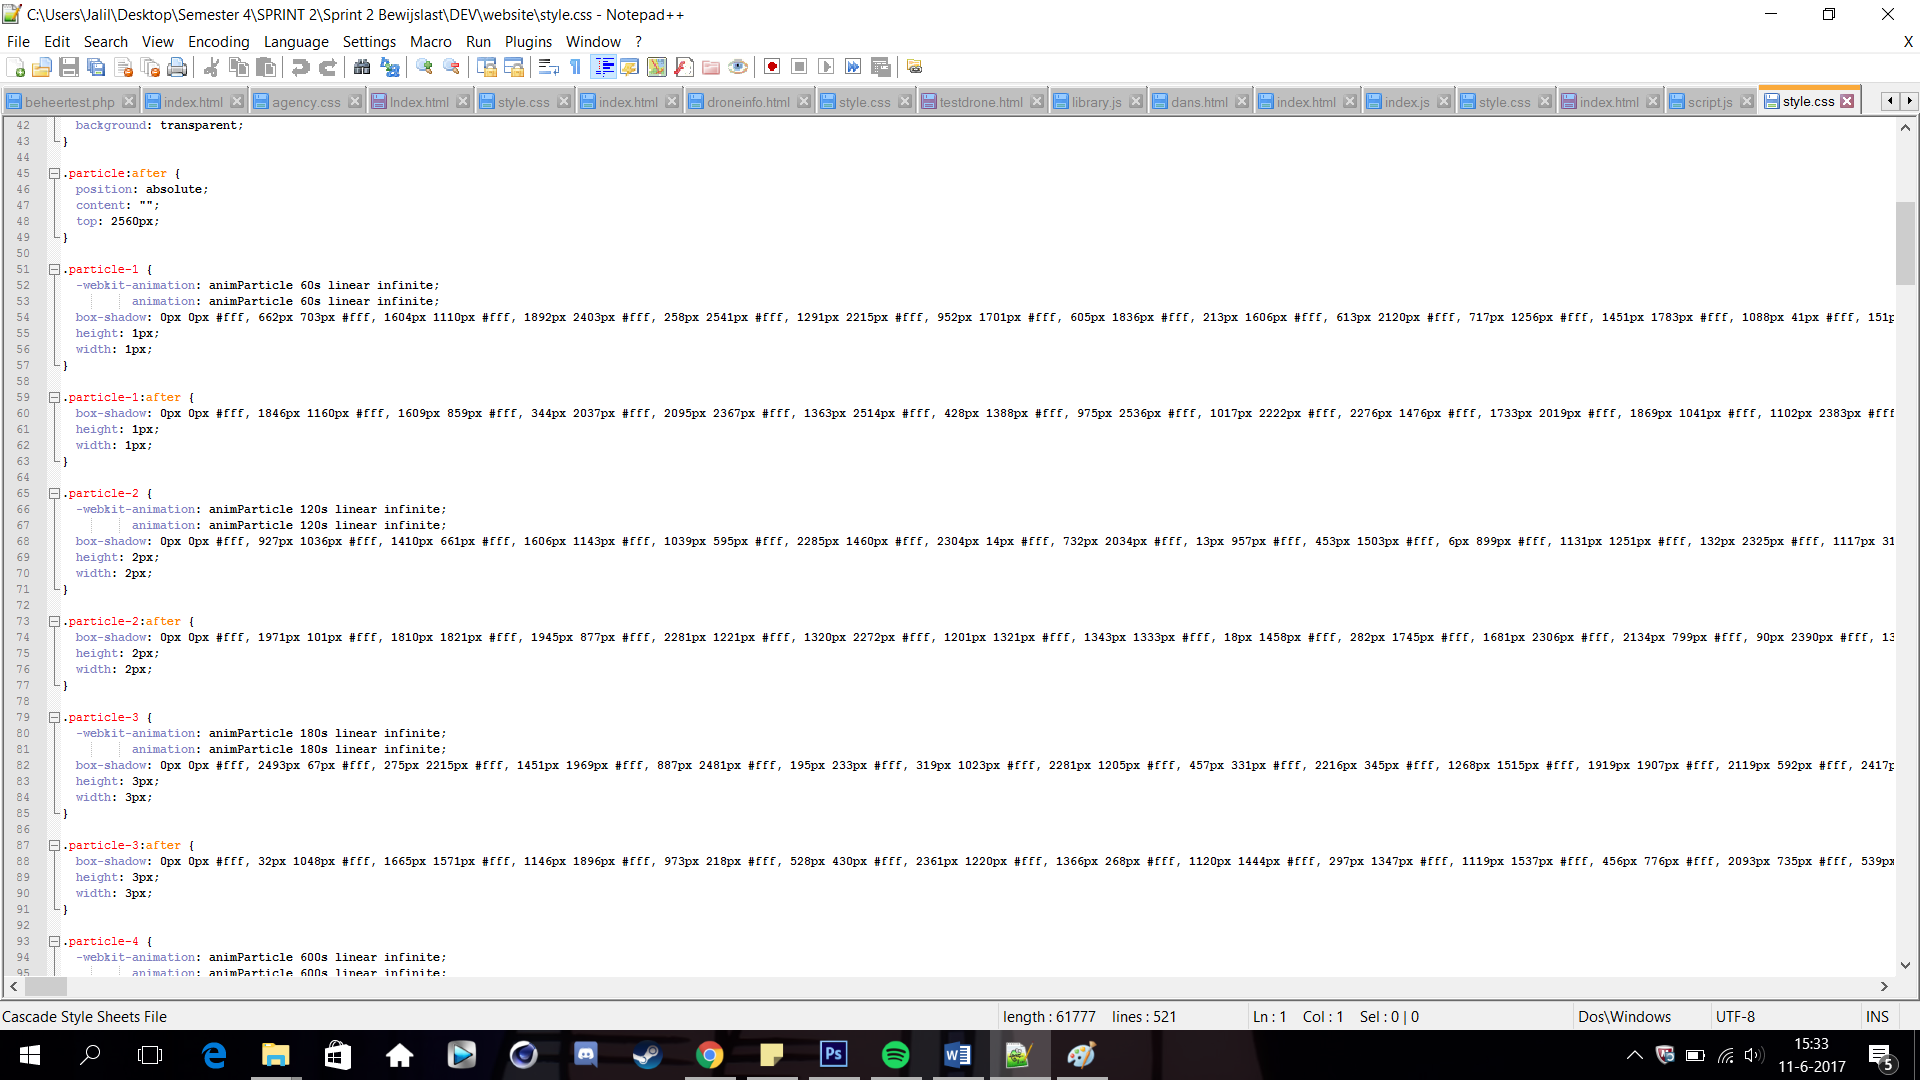 C:\Users\Jalil\Desktop\Semester 4\SPRINT 2\Sprint 2 Bewijslast\DEV\website\style.css - Notepad++
File Edit Search View Encoding Language Settings Macro Run Plugins Window ? X
beheertest.php index.html agency.css Index.html style.css index.html droneinfo.html style.css testdrone.html library.js dans.html index.html index.js style.css index.html script.js style.css
42 background: transparent;
43 }
44
45 .particle:after {
46 position: absolute;
47 content: "";
48 top: 2560px;
49 }
50
51 .particle-1 {
52 -webkit-animation: animParticle 60s linear infinite;
53 animation: animParticle 60s linear infinite;
54 box-shadow: 0px 0px #fff, 662px 703px #fff, 1604px 1110px #fff, 1892px 2403px #fff, 258px 2541px #fff, 1291px 2215px #fff, 952px 1701px #fff, 605px 1836px #fff, 213px 1606px #fff, 613px 2120px #fff, 717px 1256px #fff, 1451px 1783px #fff, 1088px 41px #fff, 151p
55 height: 1px;
56 width: 1px;
57 }
58
59 .particle-1:after {
60 box-shadow: 0px 0px #fff, 1846px 1160px #fff, 1609px 859px #fff, 344px 2037px #fff, 2095px 2367px #fff, 1363px 2514px #fff, 428px 1388px #fff, 975px 2536px #fff, 1017px 2222px #fff, 2276px 1476px #fff, 1733px 2019px #fff, 1869px 1041px #fff, 1102px 2383px #fff
61 height: 1px;
62 width: 1px;
63 }
64
65 .particle-2 {
66 -webkit-animation: animParticle 120s linear infinite;
67 animation: animParticle 120s linear infinite;
68 box-shadow: 0px 0px #fff, 927px 1036px #fff, 1410px 661px #fff, 1606px 1143px #fff, 1039px 595px #fff, 2285px 1460px #fff, 2304px 14px #fff, 732px 2034px #fff, 13px 957px #fff, 453px 1503px #fff, 6px 899px #fff, 1131px 1251px #fff, 132px 2325px #fff, 1117px 31
69 height: 2px;
70 width: 2px;
71 }
72
73 .particle-2:after {
74 box-shadow: 0px 0px #fff, 1971px 101px #fff, 1810px 1821px #fff, 1945px 877px #fff, 2281px 1221px #fff, 1320px 2272px #fff, 1201px 1321px #fff, 1343px 1333px #fff, 18px 1458px #fff, 282px 1745px #fff, 1681px 2306px #fff, 2134px 799px #fff, 90px 2390px #fff, 13
75 height: 2px;
76 width: 2px;
77 }
78
79 .particle-3 {
80 -webkit-animation: animParticle 180s linear infinite;
81 animation: animParticle 180s linear infinite;
82 box-shadow: 0px 0px #fff, 2493px 67px #fff, 275px 2215px #fff, 1451px 1969px #fff, 887px 2481px #fff, 195px 233px #fff, 319px 1023px #fff, 2281px 1205px #fff, 457px 331px #fff, 2216px 345px #fff, 1268px 1515px #fff, 1919px 1907px #fff, 2119px 592px #fff, 2417p
83 height: 3px;
84 width: 3px;
85 }
86
87 .particle-3:after {
88 box-shadow: 0px 0px #fff, 32px 1048px #fff, 1665px 1571px #fff, 1146px 1896px #fff, 973px 218px #fff, 528px 430px #fff, 2361px 1220px #fff, 1366px 268px #fff, 1120px 1444px #fff, 297px 1347px #fff, 1119px 1537px #fff, 456px 776px #fff, 2093px 735px #fff, 539px
89 height: 3px;
90 width: 3px;
91 }
92
93 .particle-4 {
94 -webkit-animation: animParticle 600s linear infinite;
95 animation: animParticle 600s linear infinite;
Cascade Style Sheets File length : 61777 lines : 521 Ln : 1 Col : 1 Sel : 0 | 0 Dos\Windows UTF-8 INS
Ps
15:33
11-6-2017
5